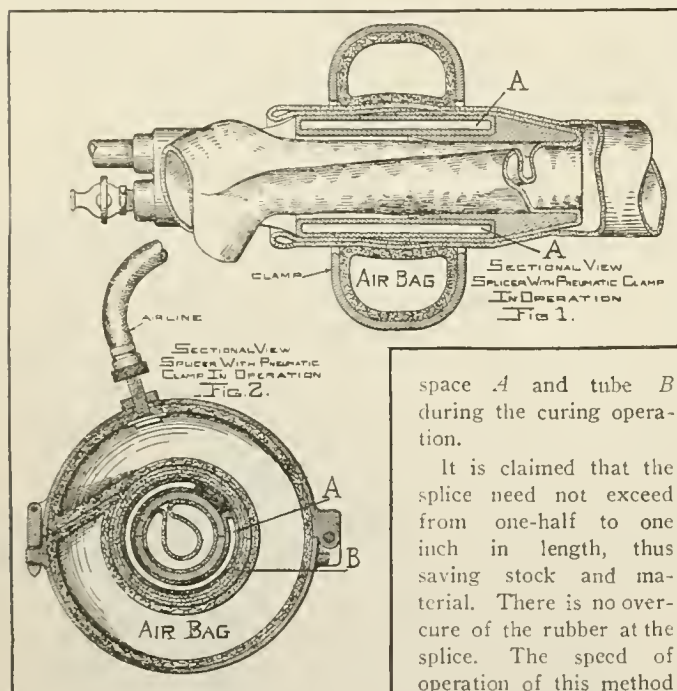 A
A
CLAMP
AIR BAG
SECTIONAL VIEW
SPLICER WITH PNEUMATIC CLAMP
IN OPERATION
FIG 1.
AIRLINE
SECTIONAL VIEW
SPLICER WITH PNEUMATIC
CLAMP IN OPERATION
FIG. 2.
A
B
AIR BAG
space A and tube B
during the curing opera-
tion.
It is claimed that the
splice need not exceed
from one-half to one
inch in length, thus
saving stock and ma-
terial. There is no over-
cure of the rubber at the
splice. The speed of
operation of this method